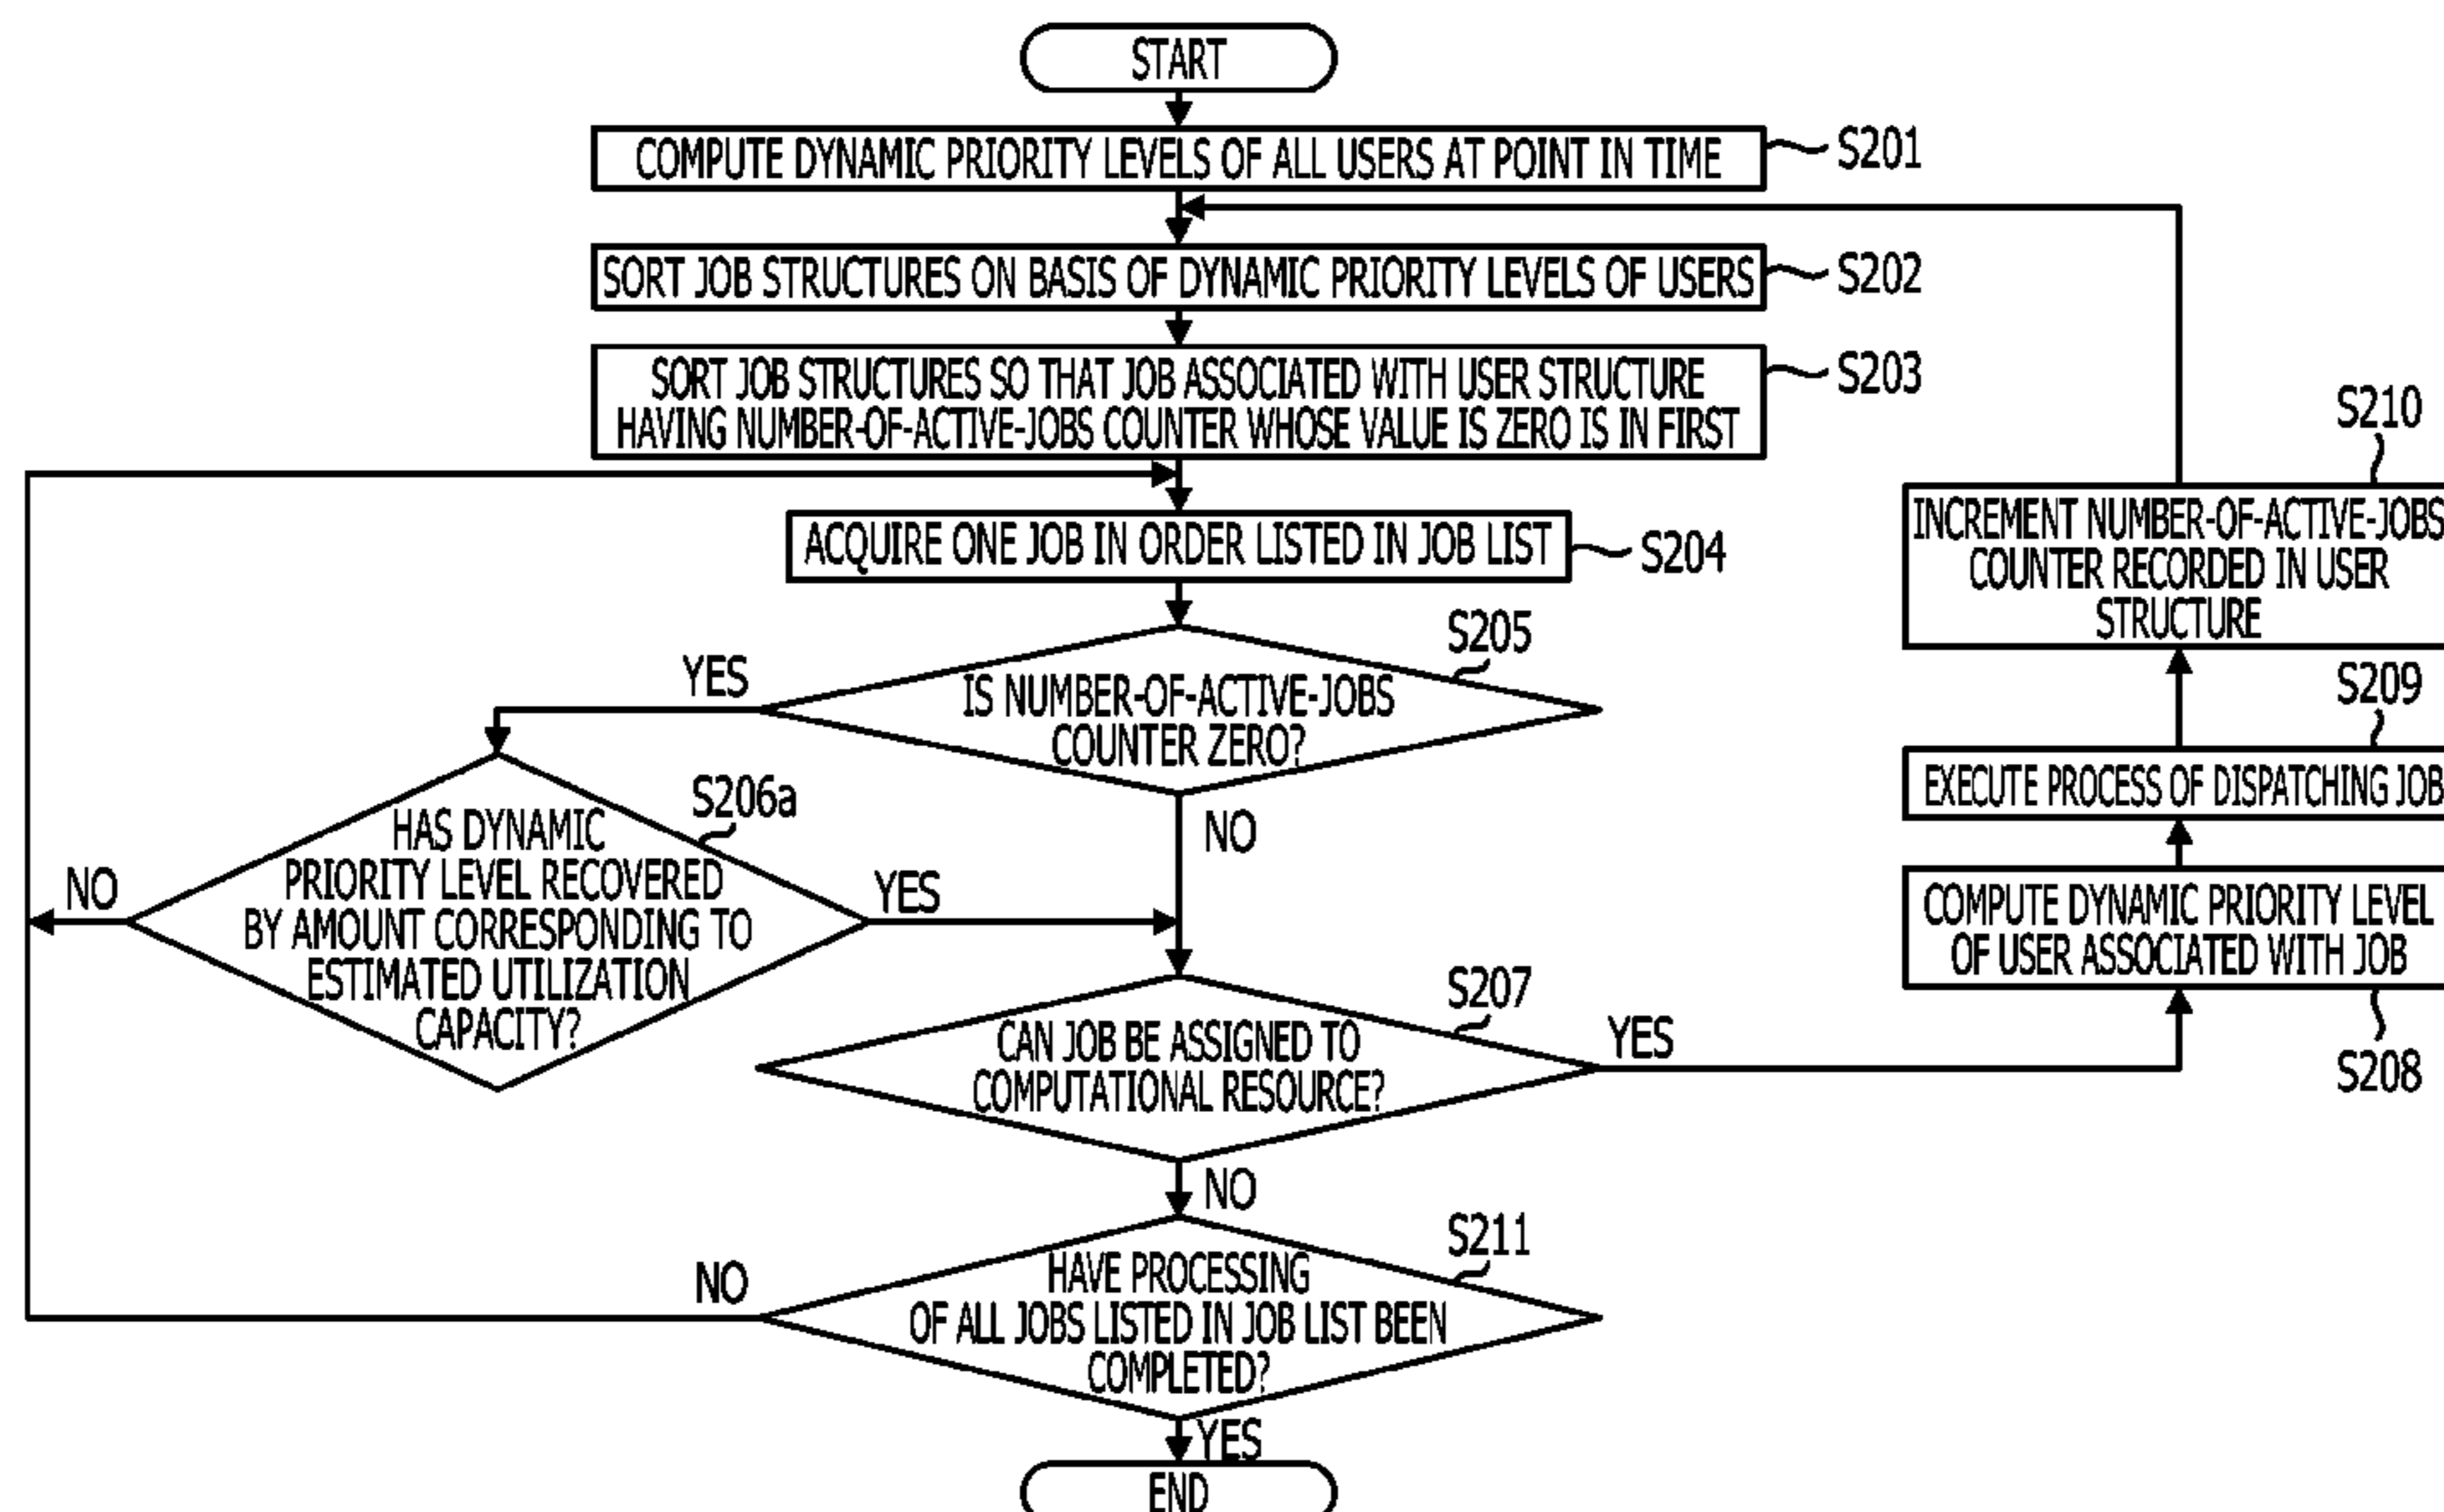 START
COMPUTE DYNAMIC PRIORITY LEVELS OF ALL USERS AT POINT IN TIME
S201
SORT JOB STRUCTURES ON BASIS OF DYNAMIC PRIORITY LEVELS OF USERS
S202
SORT JOB STRUCTURES SO THAT JOB ASSOCIATED WITH USER STRUCTURE
HAVING NUMBER-OF-ACTIVE-JOBS COUNTER WHOSE VALUE IS ZERO IS IN FIRST
S203
ACQUIRE ONE JOB IN ORDER LISTED IN JOB LIST
S204
S205
IS NUMBER-OF-ACTIVE-JOBS
COUNTER ZERO?
YES
NO
S206a
HAS DYNAMIC
PRIORITY LEVEL RECOVERED
BY AMOUNT CORRESPONDING TO
ESTIMATED UTILIZATION
CAPACITY?
NO
YES
S207
CAN JOB BE ASSIGNED TO
COMPUTATIONAL RESOURCE?
YES
NO
S210
INCREMENT NUMBER-OF-ACTIVE-JOBS
COUNTER RECORDED IN USER
STRUCTURE
S209
EXECUTE PROCESS OF DISPATCHING JOB
COMPUTE DYNAMIC PRIORITY LEVEL
OF USER ASSOCIATED WITH JOB
S208
S211
HAVE PROCESSING
OF ALL JOBS LISTED IN JOB LIST BEEN
COMPLETED?
NO
YES
END